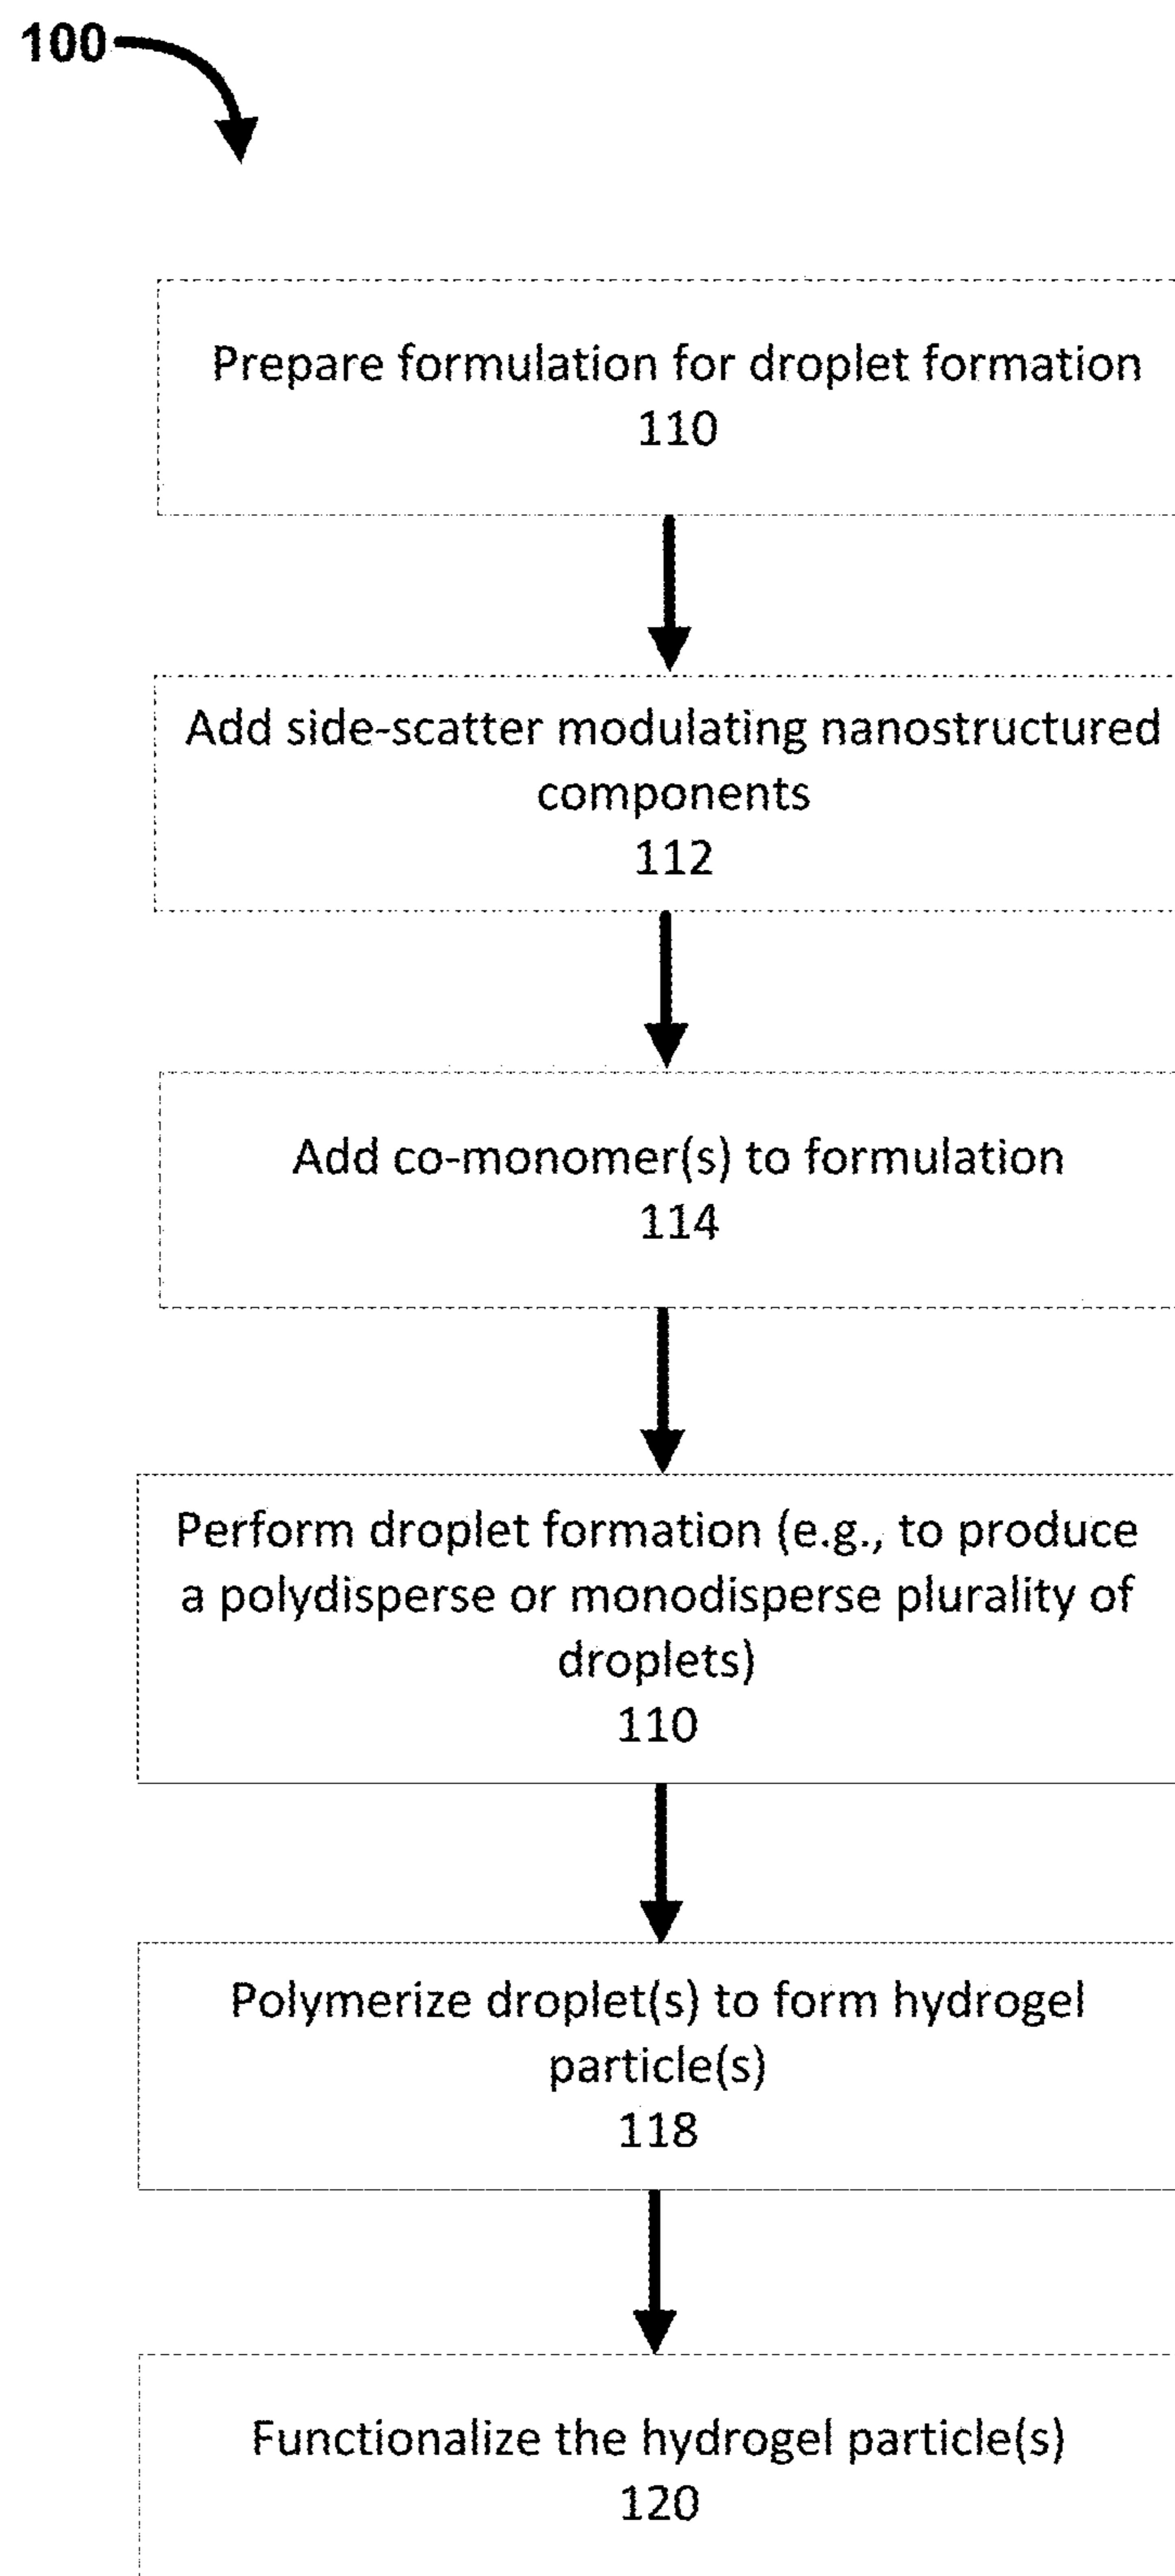 100
Prepare formulation for droplet formation
110
Add side-scatter modulating nanostructured
components
112
Add co-monomer(s) to formulation
114
Perform droplet formation (e.g., to produce
a polydisperse or monodisperse plurality of
droplets)
110
Polymerize droplet(s) to form hydrogel
particle(s)
118
Functionalize the hydrogel particle(s)
120